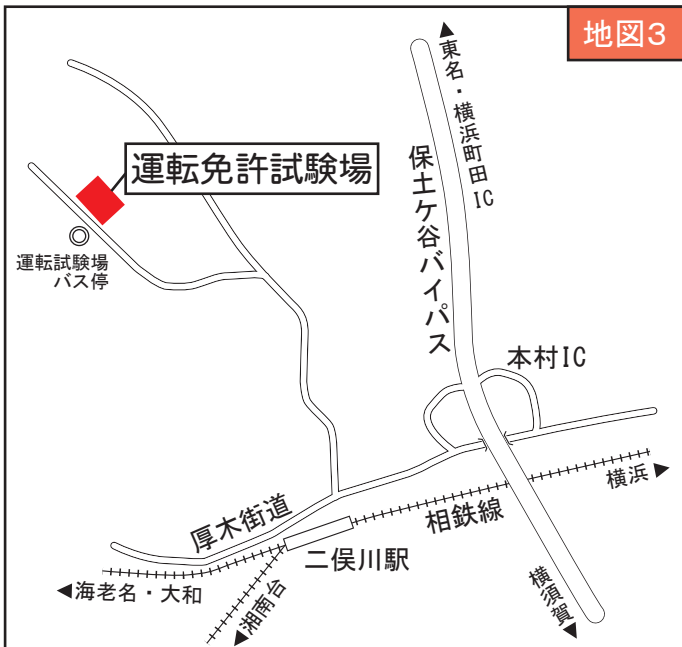 地図3
▲東名・横浜町田IC
保土ケ谷バイパス
運転免許試験場
運転試験場
バス停
本村IC
横浜▶
相鉄線
厚木街道
二俣川駅
◀海老名・大和
◀湘南台
横須賀▶